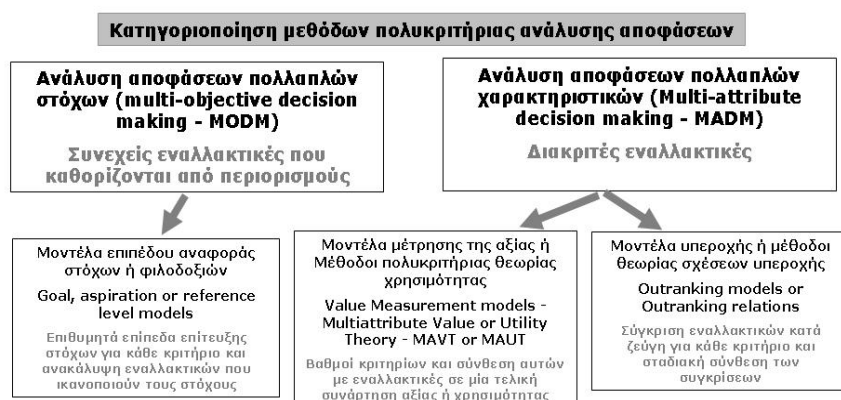 Κατηγοριοποίηση μεθόδων πολυκριτήριας ανάλυσης αποφάσεων
Ανάλυση αποφάσεων πολλαπλών
στόχων (multi-objective decision
making - MODM)
Συνεχείς εναλλακτικές που
καθορίζονται από περιορισμούς
Ανάλυση αποφάσεων πολλαπλών
χαρακτηριστικών (Multi-attribute
decision making - MADM)
Διακριτές εναλλακτικές
Μοντέλα επιπέδου αναφοράς
στόχων ή φιλοδοξιών
Goal, aspiration or reference
level models
Επιθυμητά επίπεδα επίτευξης
στόχων για κάθε κριτήριο και
ανακάλυψη εναλλακτικών που
ικανοποιούν τους στόχους
Μοντέλα μέτρησης της αξίας ή
Μέθοδοι πολυκριτήριας θεωρίας
χρησιμότητας
Value Measurement models -
Multiattribute Value or Utility
Theory - MAVT or MAUT
Βαθμοί κριτηρίων και σύνθεση αυτών
με εναλλακτικές σε μία τελική
συνάρτηση αξίας ή χρησιμότητας
Μοντέλα υπεροχής ή μέθοδοι
θεωρίας σχέσεων υπεροχής
Outranking models or
Outranking relations
Σύγκριση εναλλακτικών κατά
ζεύγη για κάθε κριτήριο και
σταδιακή σύνθεση των
συγκρίσεων